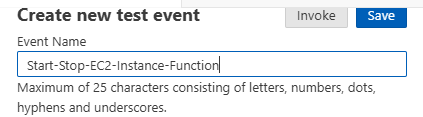 Create new test event
Invoke
Save
Event Name
Start-Stop-EC2-Instance-Function
Maximum of 25 characters consisting of letters, numbers, dots,
hyphens and underscores.